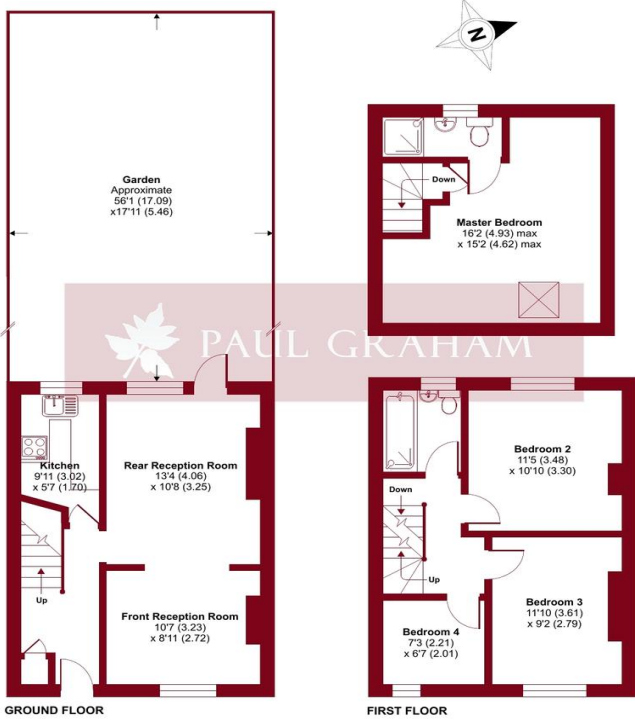 N
Garden
Approximate
56'1 (17.09)
x17'11 (5.46)
Down
Master Bedroom
16'2 (4.93) max
x 15'2 (4.62) max
PAUL GRAHAM
Kitchen
9'11 (3.02)
x 5'7 (1.70)
Rear Reception Room
13'4 (4.06)
x 10'8 (3.25)
Up
Front Reception Room
10'7 (3.23)
x 8'11 (2.72)
GROUND FLOOR
Bedroom 2
11'5 (3.48)
x 10'10 (3.30)
Down
Up
Bedroom 3
11'10 (3.61)
x 9'2 (2.79)
Bedroom 4
7'3 (2.21)
x 6'7 (2.01)
FIRST FLOOR